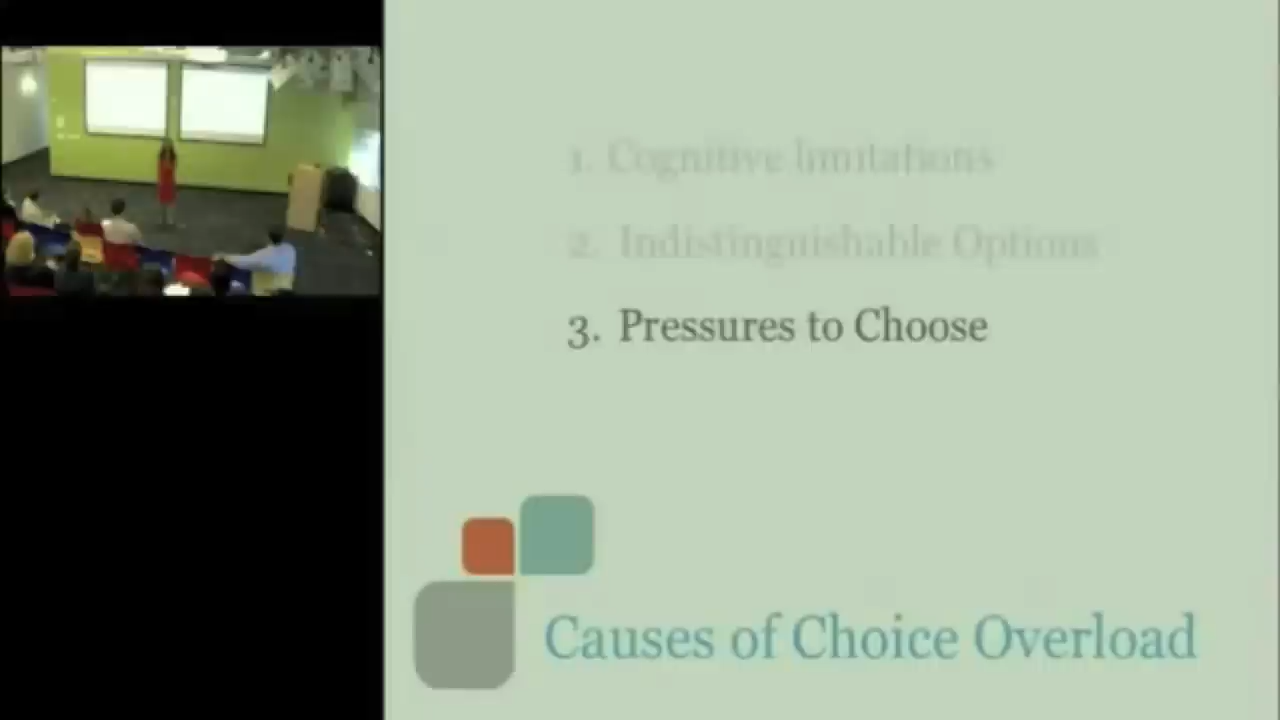 1. Cognitive limitations
2. Indistinguishable Options
3. Pressures to Choose
Causes of Choice Overload